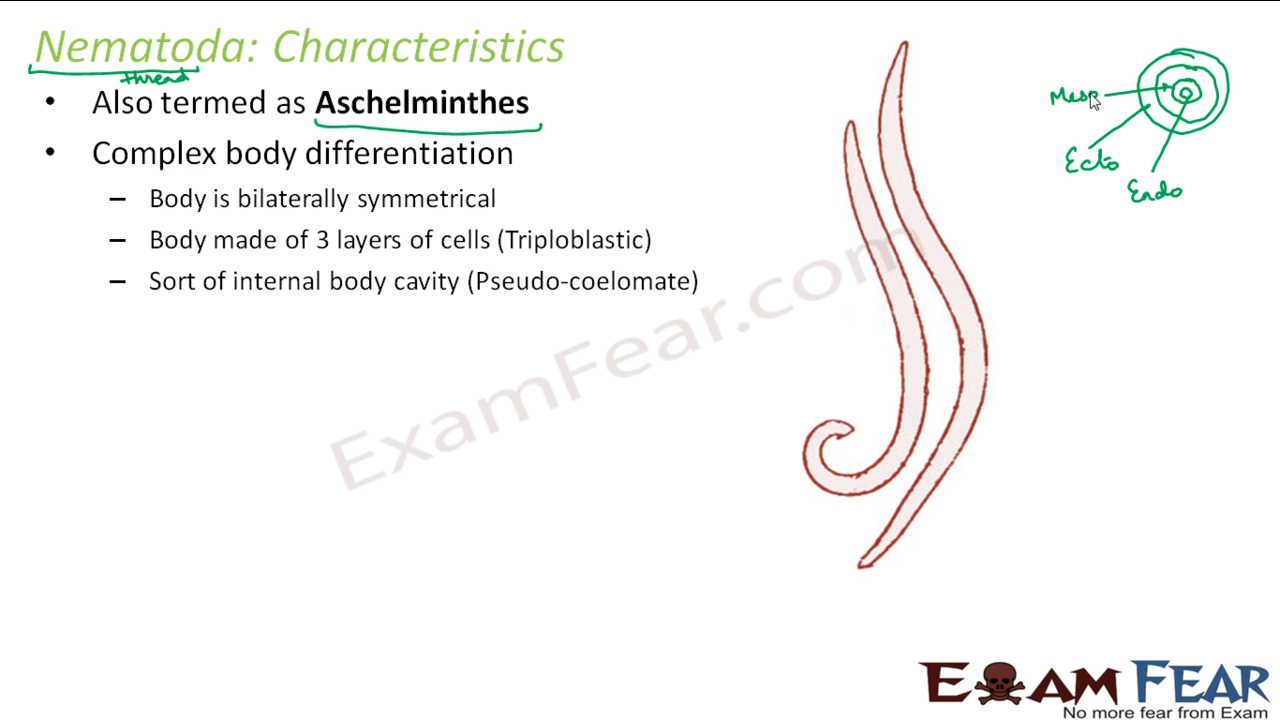 Nematoda: Characteristics
thread
• Also termed as Aschelminthes
• Complex body differentiation
– Body is bilaterally symmetrical
– Body made of 3 layers of cells (Triploblastic)
– Sort of internal body cavity (Pseudo-coelomate)
Meso
Ecto
Endo
ExamFear.com
EXAM FEAR
No more fear from Exam